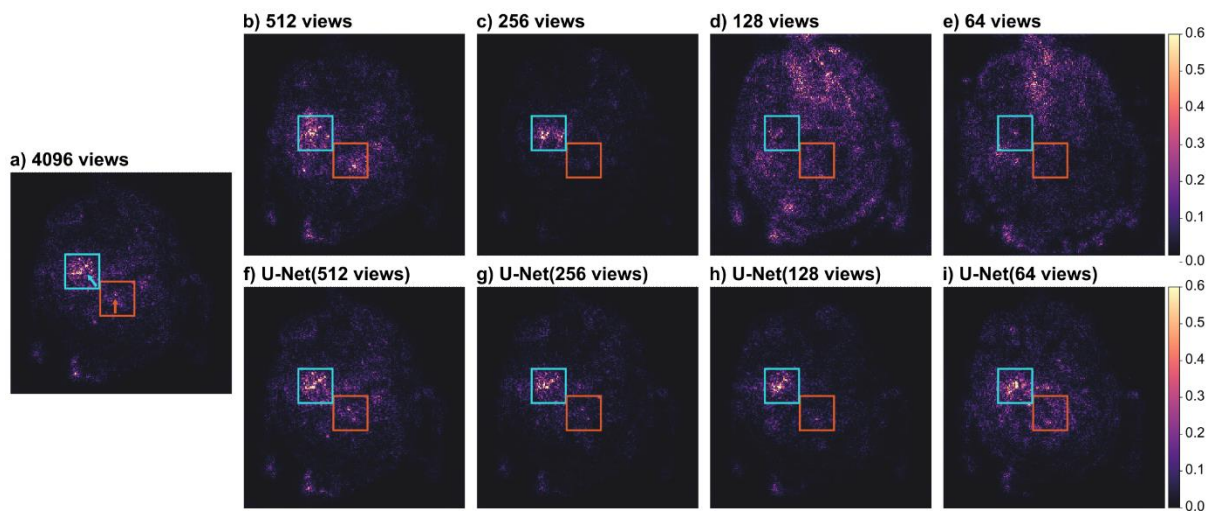 a) 4096 views
b) 512 views
c) 256 views
d) 128 views
e) 64 views
0.6
0.5
0.4
0.3
0.2
0.1
0.0
f) U-Net(512 views)
g) U-Net(256 views)
h) U-Net(128 views)
i) U-Net(64 views)
0.6
0.5
0.4
0.3
0.2
0.1
0.0